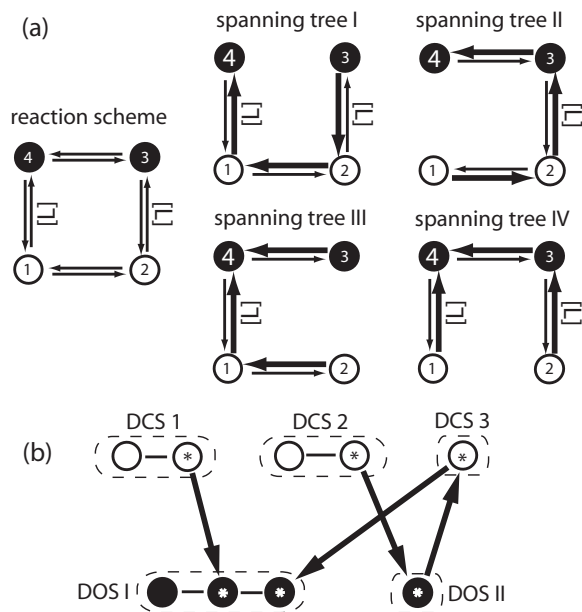 (a)
spanning tree I
spanning tree II
4
3
4
3
[L]
[L]
[L]
1
2
1
2
reaction scheme
4
3
[L]
[L]
1
2
spanning tree III
spanning tree IV
4
3
4
3
[L]
[L]
[L]
1
2
1
2
(b)
DCS 1
DCS 2
DCS 3
*
*
*
DOS I
*
*
*
DOS II